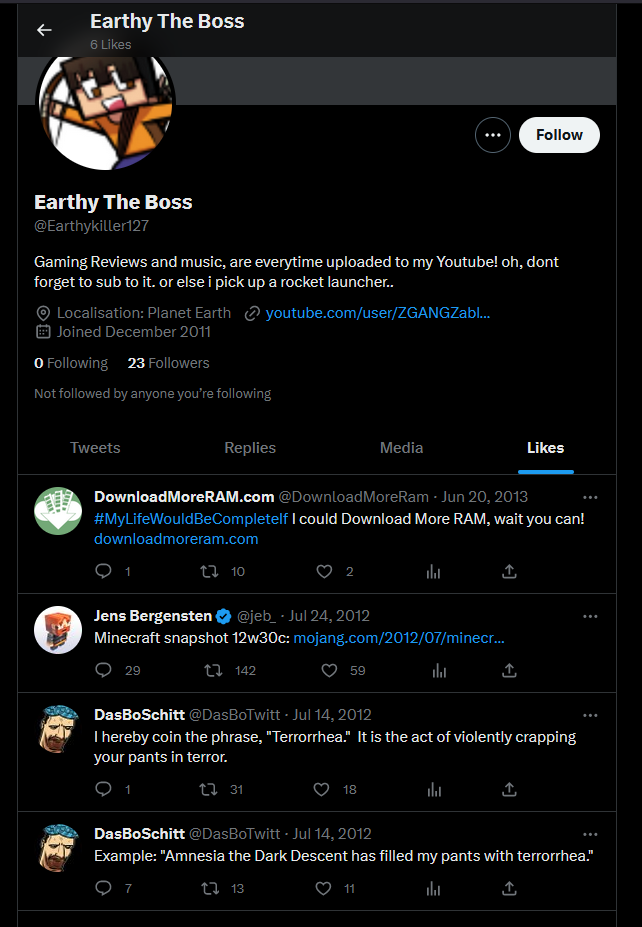 Earthy The Boss
6 Likes
Follow
Earthy The Boss
@Earthykiller127
Gaming Reviews and music, are everytime uploaded to my Youtube! oh, dont
forget to sub to it. or else i pick up a rocket launcher..
Localisation: Planet Earth youtube.com/user/ZGANGZabl...
Joined December 2011
0 Following 23 Followers
Not followed by anyone you're following
Tweets Replies Media Likes
DownloadMoreRAM.com @DownloadMoreRam · Jun 20, 2013
#MyLifeWouldBeCompleteIf I could Download More RAM, wait you can!
downloadmoreram.com
1 10 2
Jens Bergensten @jeb_ · Jul 24, 2012
Minecraft snapshot 12w30c: mojang.com/2012/07/minecr...
29 142 59
DasBoSchitt @DasBoTwitt · Jul 14, 2012
I hereby coin the phrase, "Terrorrhea."  It is the act of violently crapping
your pants in terror.
1 31 18
DasBoSchitt @DasBoTwitt · Jul 14, 2012
Example: "Amnesia the Dark Descent has filled my pants with terrorrhea."
7 13 11